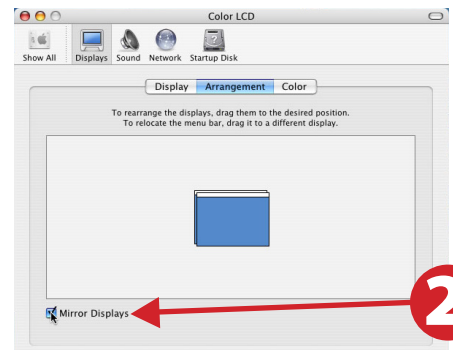 Color LCD
Show All Displays Sound Network Startup Disk
Display Arrangement Color
To rearrange the displays, drag them to the desired position.
To relocate the menu bar, drag it to a different display.
Mirror Displays
2